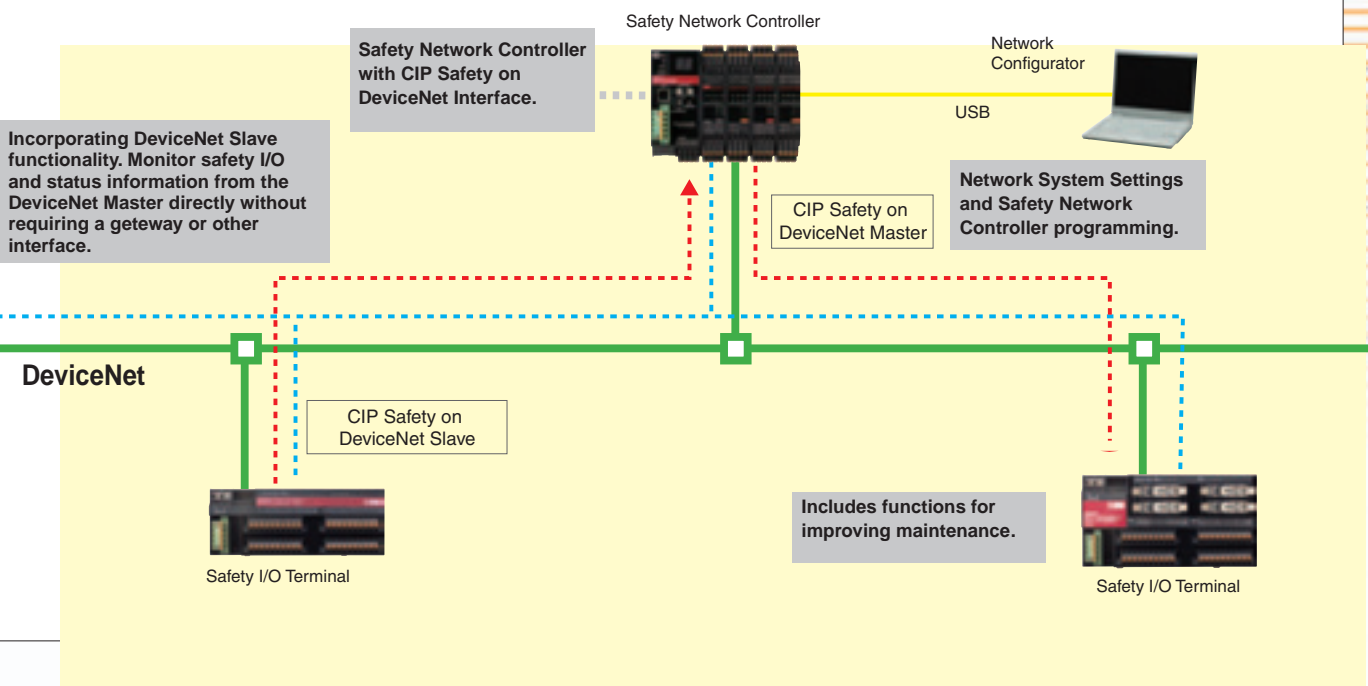 Safety Network Controller
Safety Network Controller
with CIP Safety on
DeviceNet Interface.
Network
Configurator
USB
Incorporating DeviceNet Slave
functionality. Monitor safety I/O
and status information from the
DeviceNet Master directly without
requiring a geteway or other
interface.
Network System Settings
and Safety Network
Controller programming.
CIP Safety on
DeviceNet Master
DeviceNet
CIP Safety on
DeviceNet Slave
Includes functions for
improving maintenance.
Safety I/O Terminal
Safety I/O Terminal